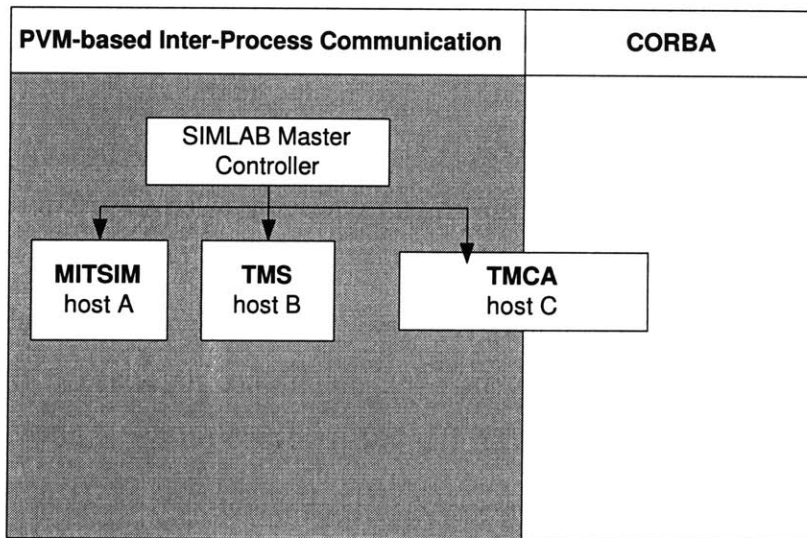 PVM-based Inter-Process Communication
CORBA
SIMLAB Master
Controller
MITSIM
host A
TMS
host B
TMCA
host C